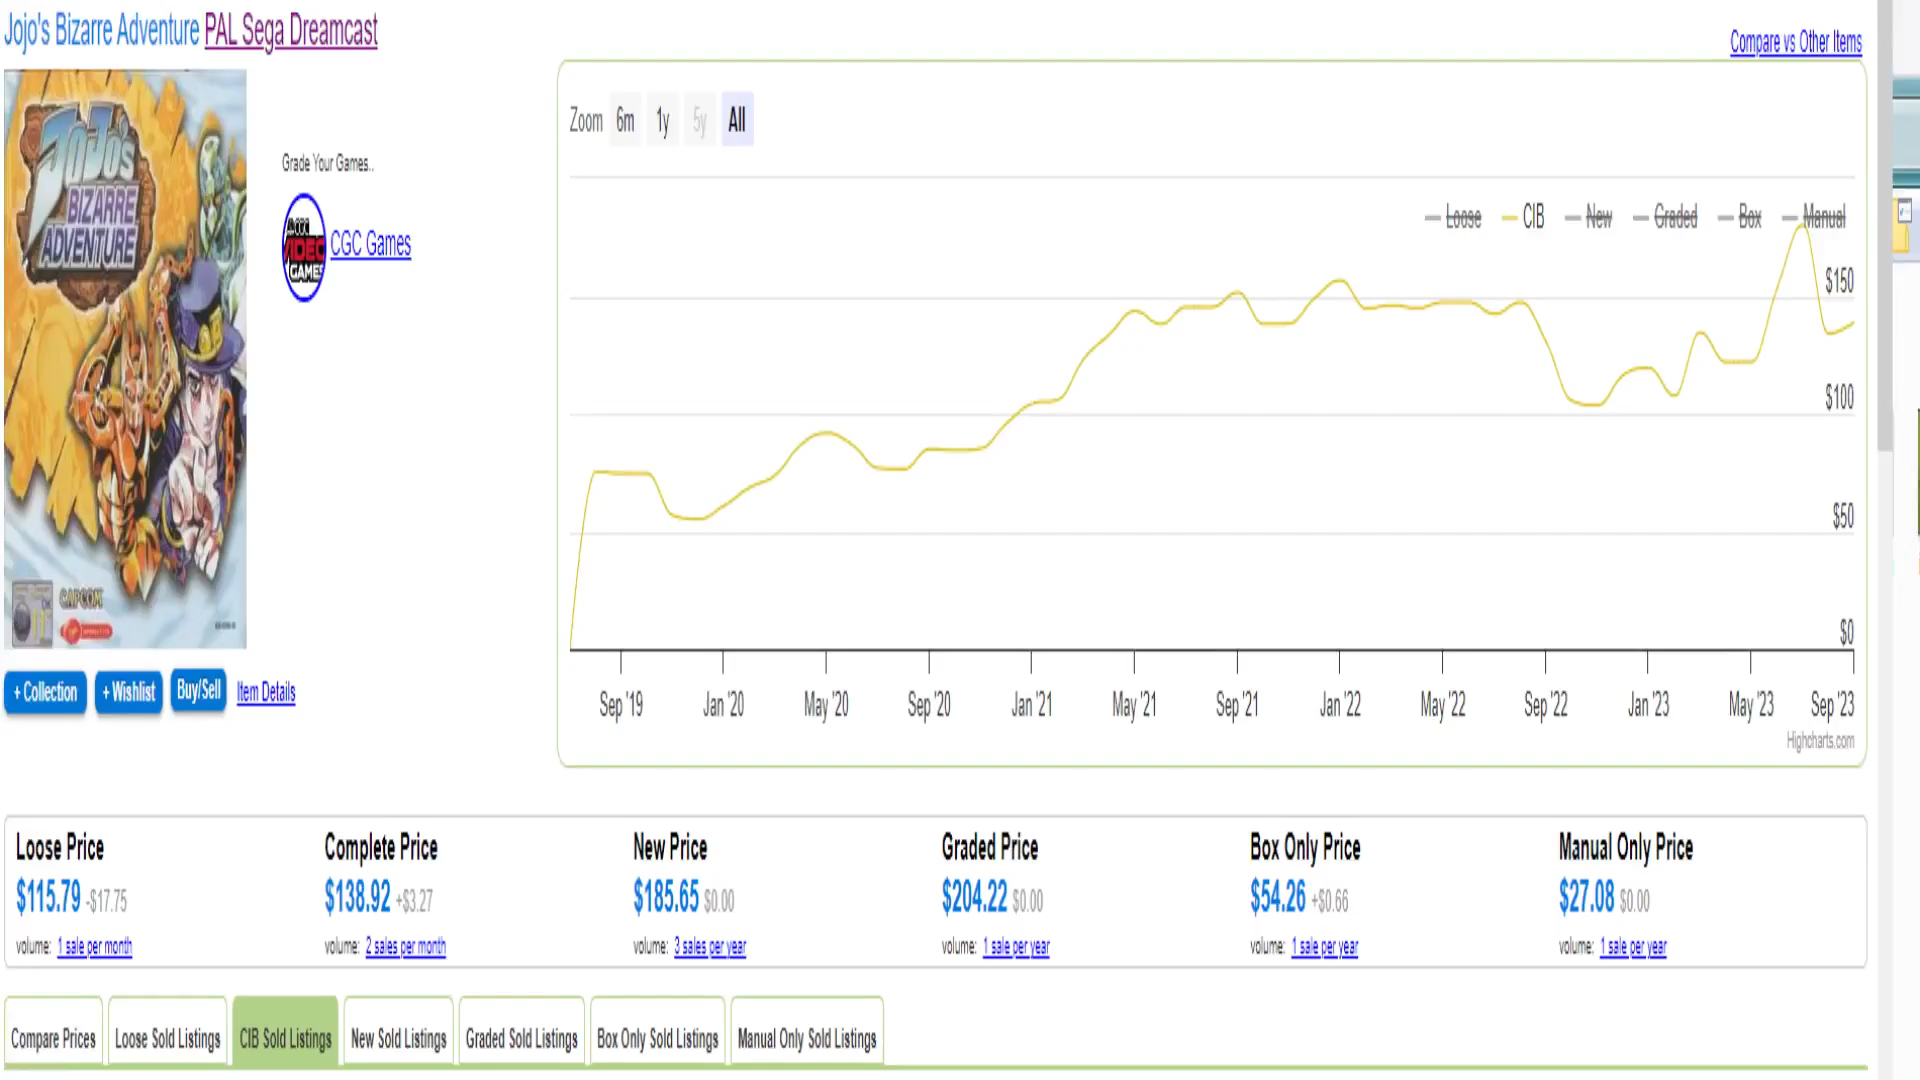 Jojo's Bizarre Adventure PAL Sega Dreamcast
Compare vs Other Items
JOJO'S
BIZARRE
ADVENTURE
CAPCOM
Grade Your Games..
CGC
VIDEO
GAMES
CGC Games
Zoom 6m 1y 5y All
Loose CIB New Graded Box Manual
$150
$100
$50
$0
Sep '19 Jan '20 May '20 Sep '20 Jan '21 May '21 Sep '21 Jan '22 May '22 Sep '22 Jan '23 May '23 Sep '23
Highcharts.com
+ Collection + Wishlist Buy/Sell Item Details
Loose Price Complete Price New Price Graded Price Box Only Price Manual Only Price
$115.79 -$17.75 $138.92 +$3.27 $185.65 $0.00 $204.22 $0.00 $54.26 +$0.66 $27.08 $0.00
volume: 1 sale per month volume: 2 sales per month volume: 3 sales per year volume: 1 sale per year volume: 1 sale per year volume: 1 sale per year
Compare Prices Loose Sold Listings CIB Sold Listings New Sold Listings Graded Sold Listings Box Only Sold Listings Manual Only Sold Listings